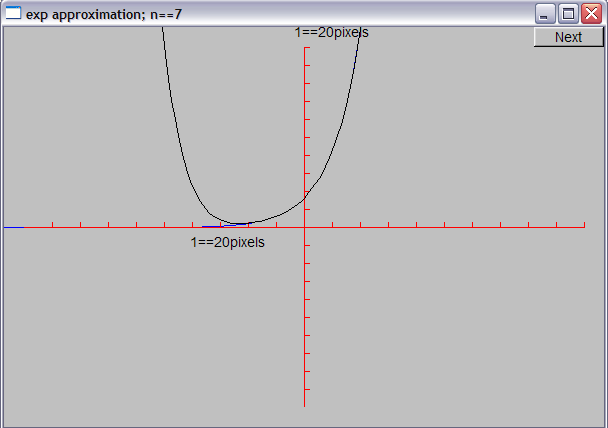 exp approximation; n==7
1==20pixels
Next
1==20pixels